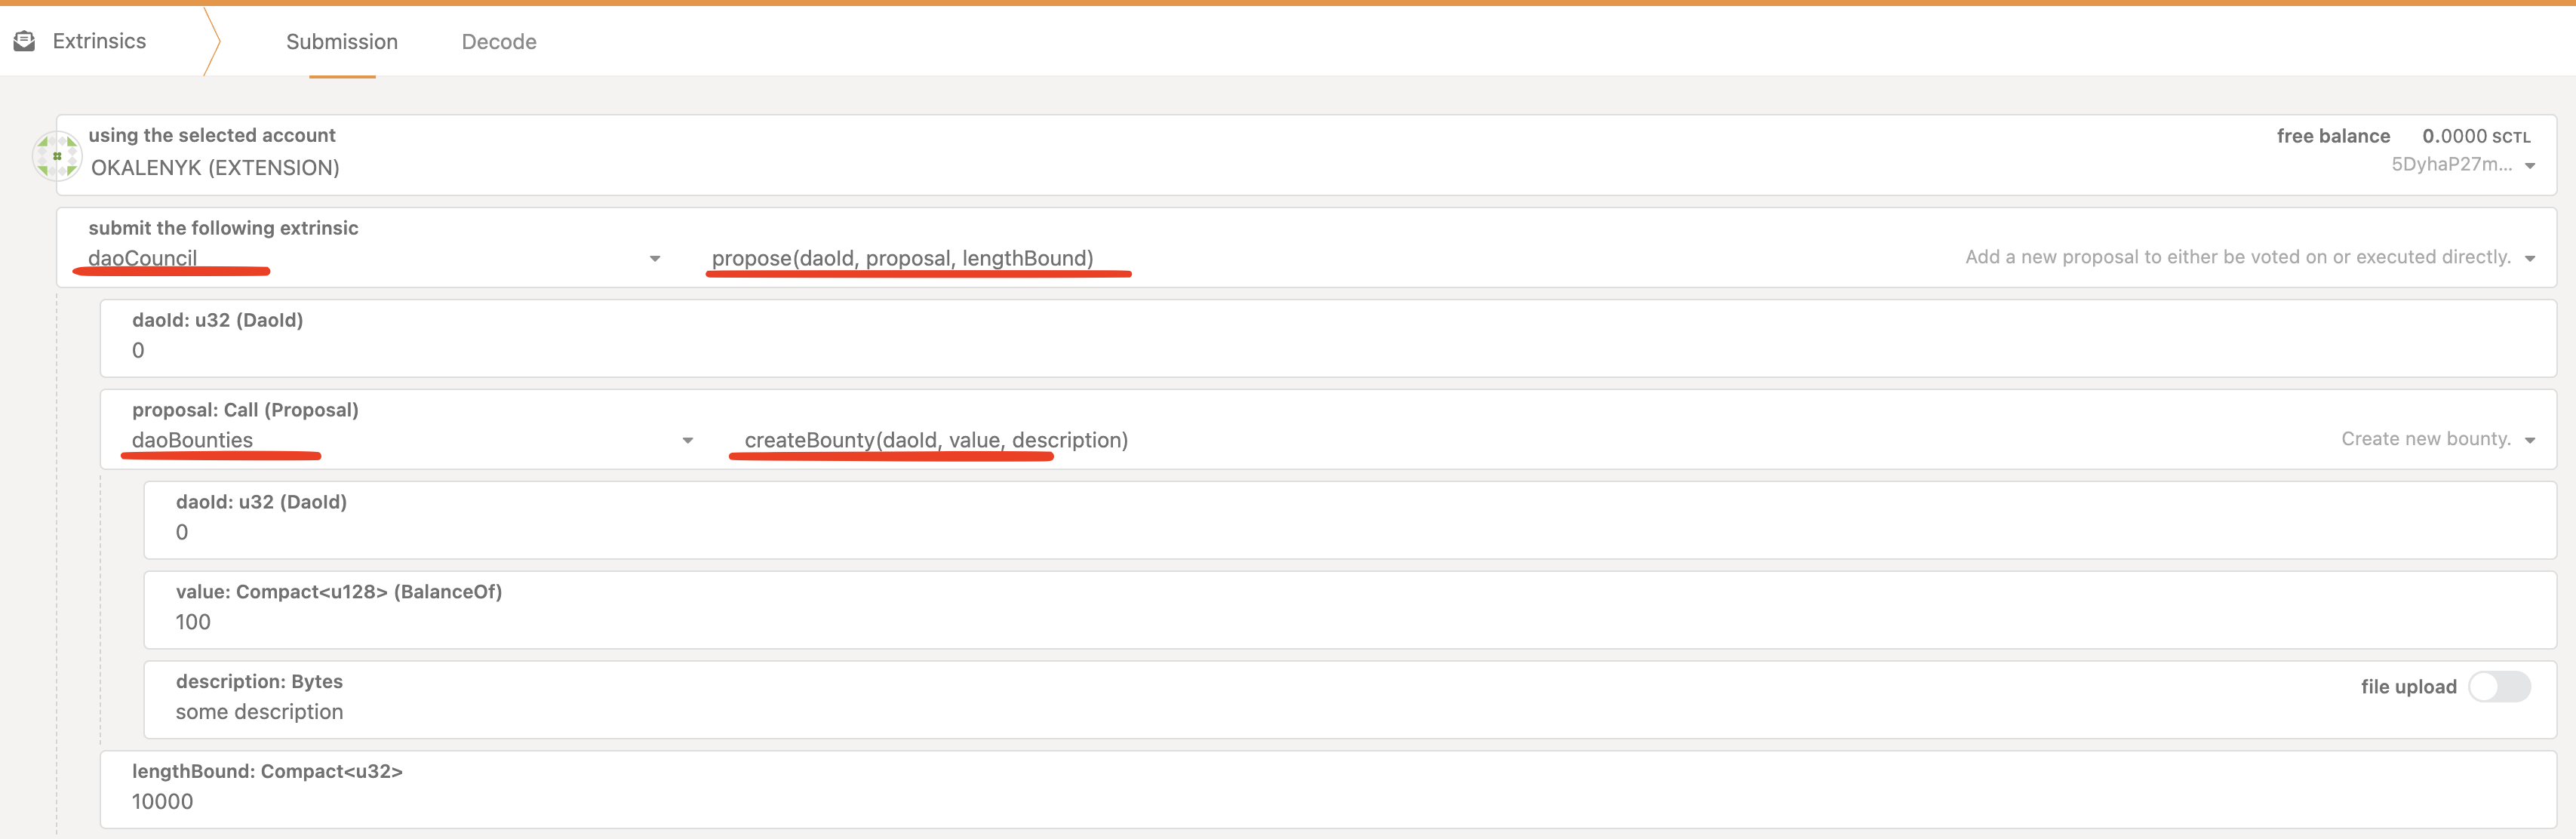 Extrinsics
Submission
Decode
using the selected account
OKALENYK (EXTENSION)
free balance 0.0000 SCTL
5DyhaP27m...
submit the following extrinsic
daoCouncil
propose(daoId, proposal, lengthBound)
Add a new proposal to either be voted on or executed directly.
daoId: u32 (DaoId)
0
proposal: Call (Proposal)
daoBounties
createBounty(daoId, value, description)
Create new bounty.
daoId: u32 (DaoId)
0
value: Compact<u128> (BalanceOf)
100
description: Bytes
some description
file upload
lengthBound: Compact<u32>
10000